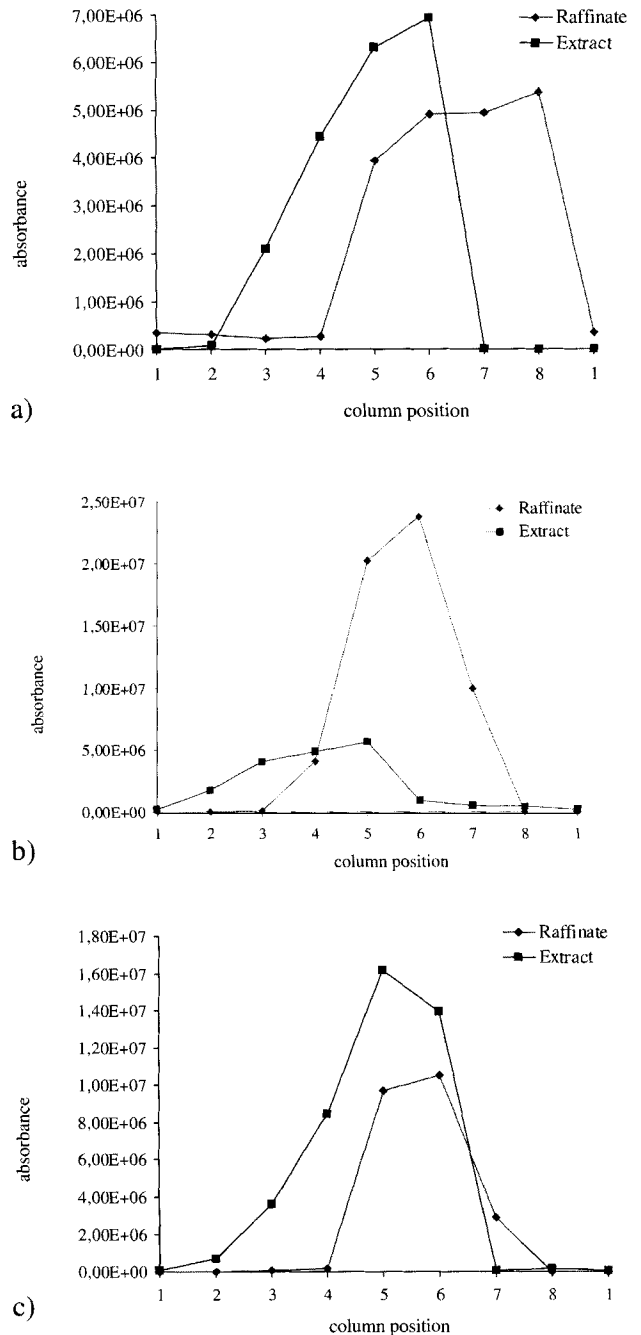 Raffinate
Extract
7,00E+06
6,00E+06
5,00E+06
4,00E+06
3,00E+06
2,00E+06
1,00E+06
0,00E+00
absorbance
1 2 3 4 5 6 7 8 1
column position
a)
Raffinate
Extract
2,50E+07
2,00E+07
1,50E+07
1,00E+07
5,00E+06
0,00E+00
absorbance
1 2 3 4 5 6 7 8 1
column position
b)
Raffinate
Extract
1,80E+07
1,60E+07
1,40E+07
1,20E+07
1,00E+07
8,00E+06
6,00E+06
4,00E+06
2,00E+06
0,00E+00
absorbance
1 2 3 4 5 6 7 8 1
column position
c)